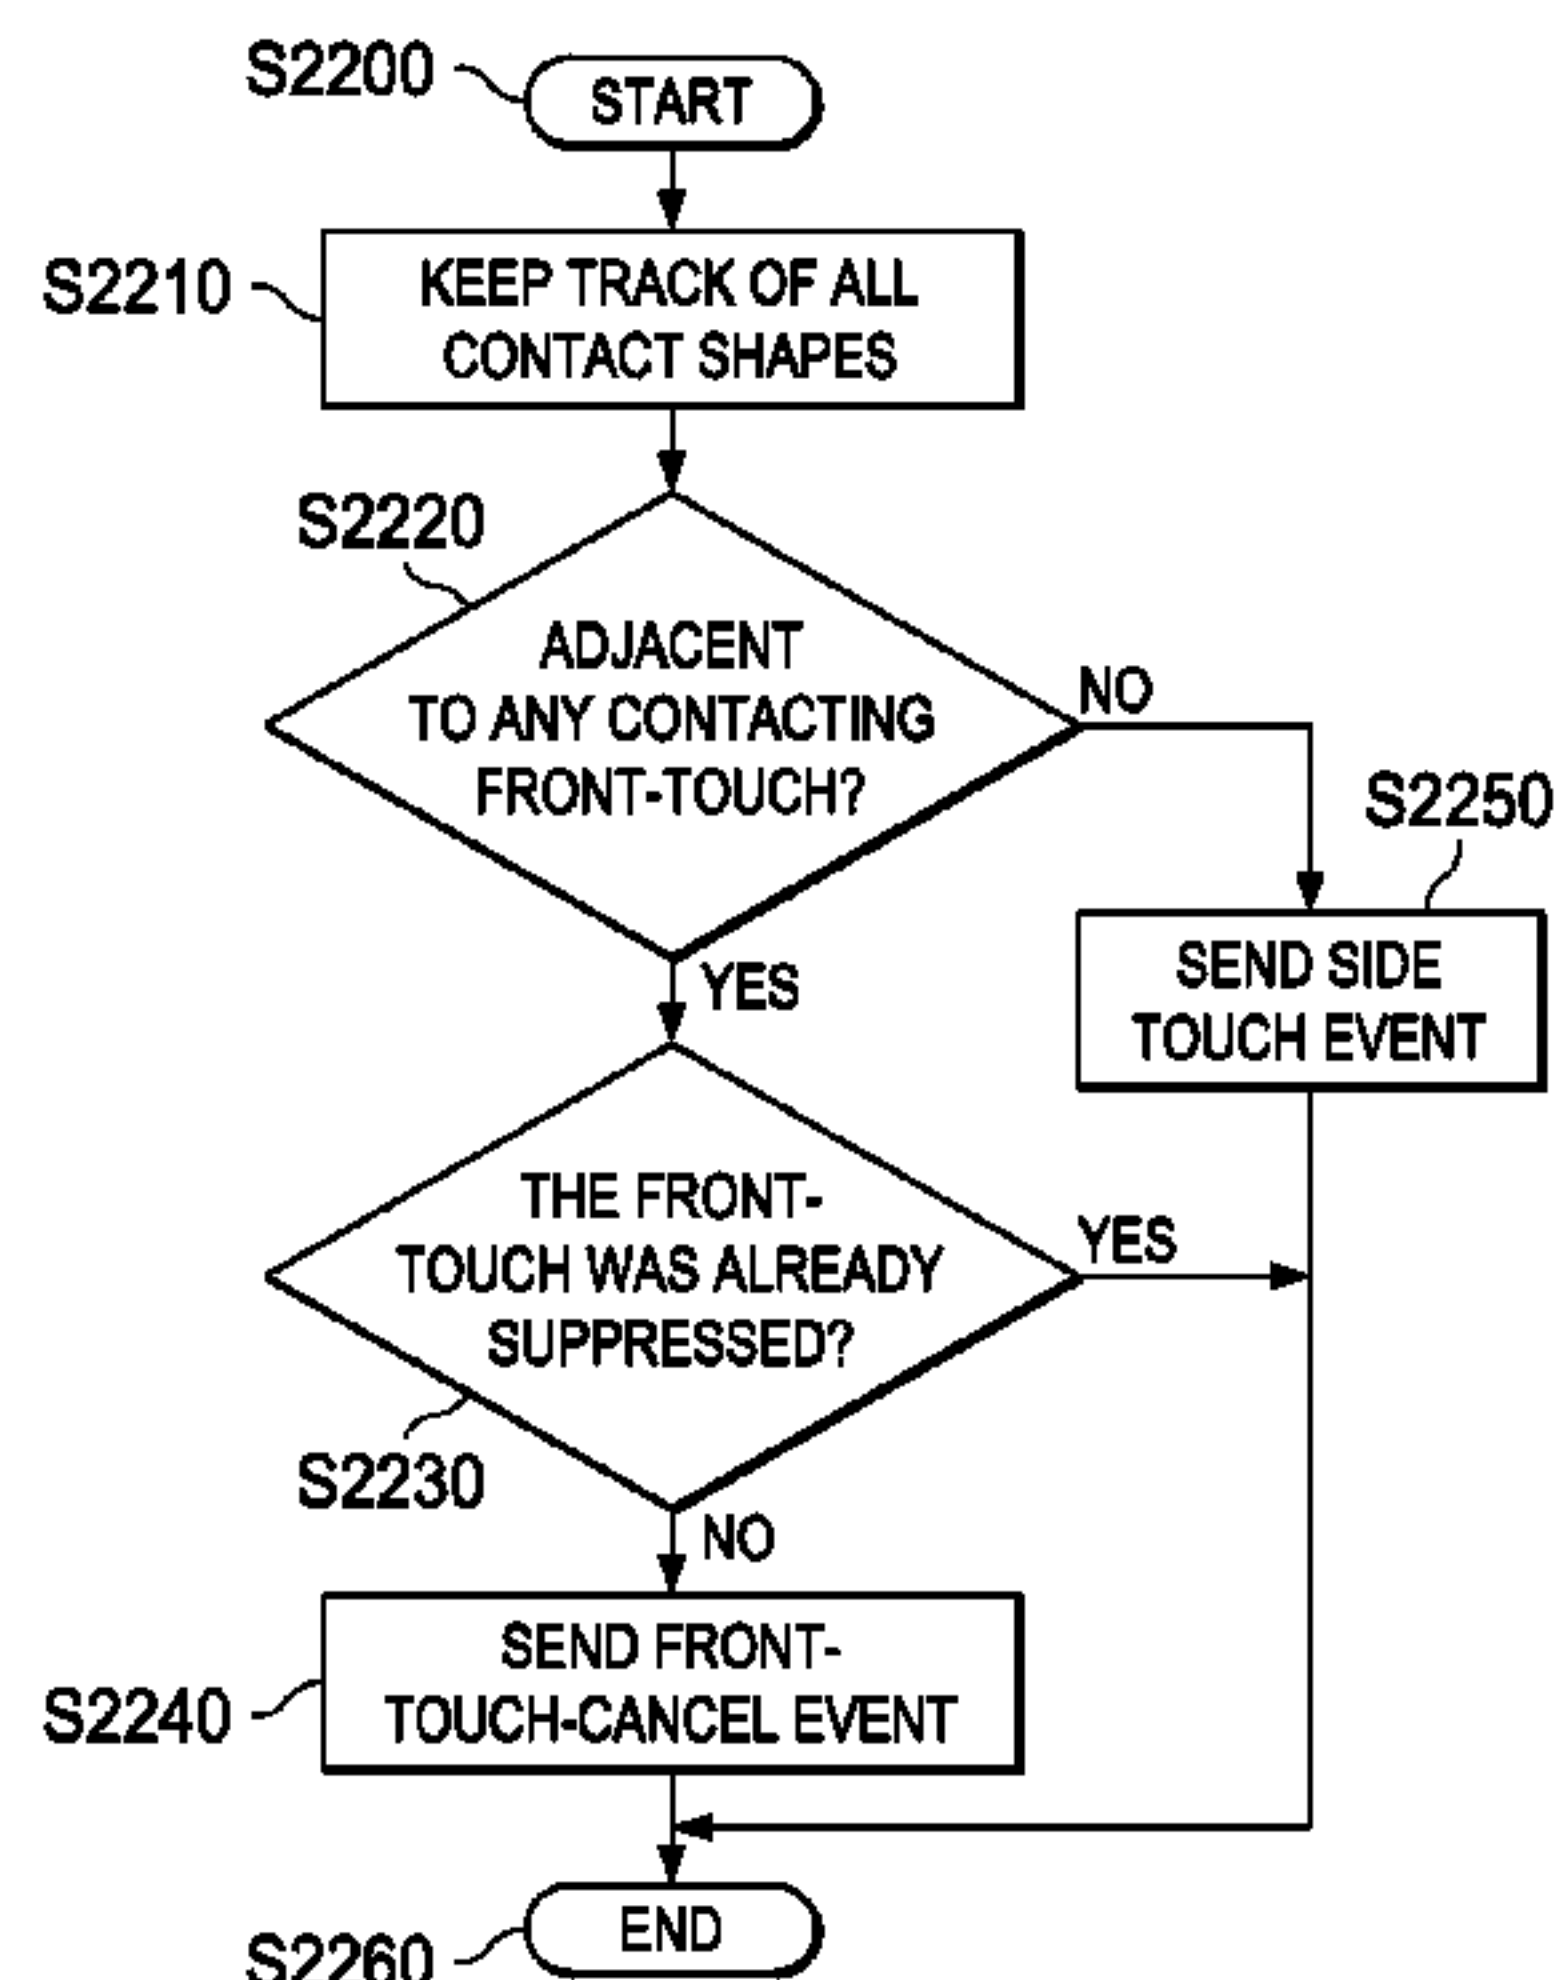 S2200
START
S2210
KEEP TRACK OF ALL
CONTACT SHAPES
S2220
ADJACENT
TO ANY CONTACTING
FRONT-TOUCH?
NO
S2250
SEND SIDE
TOUCH EVENT
YES
THE FRONT-
TOUCH WAS ALREADY
SUPPRESSED?
YES
S2230
NO
SEND FRONT-
TOUCH-CANCEL EVENT
S2240
END
S2260